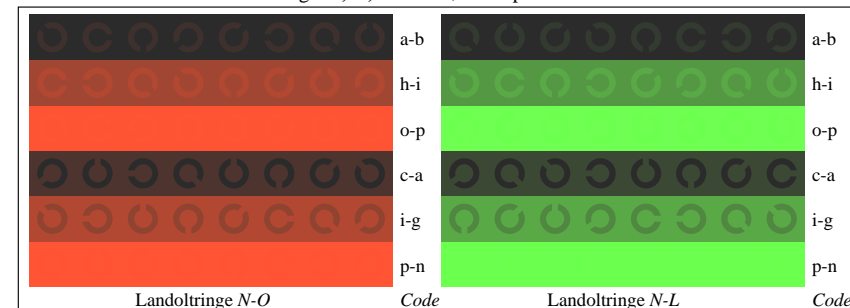 a-b a-b
h-i h-i
o-p o-p
c-a c-a
i-g i-g
p-n p-n
Landoltringe N-O Code Landoltringe N-L Code